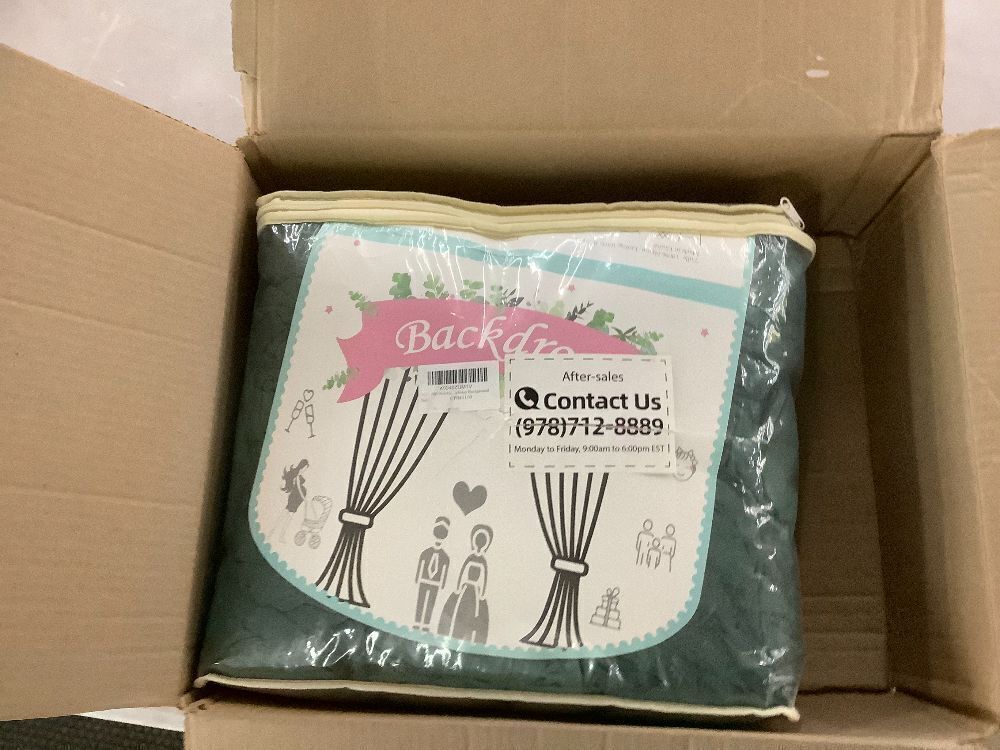 Backdro
After-sales
Contact Us
(978)712-8889
Monday to Friday, 9:00am to 6:00pm EST